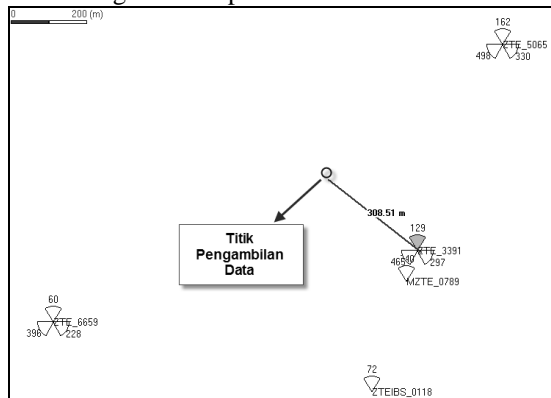 0 200 (m)
162
ZTE_5065
498 330
308.51 m
129
ZTE_3391
465 297
MZTE_0789
Titik
Pengambilan
Data
60
ZTE_6659
396 228
72
ZTEIBS_0118